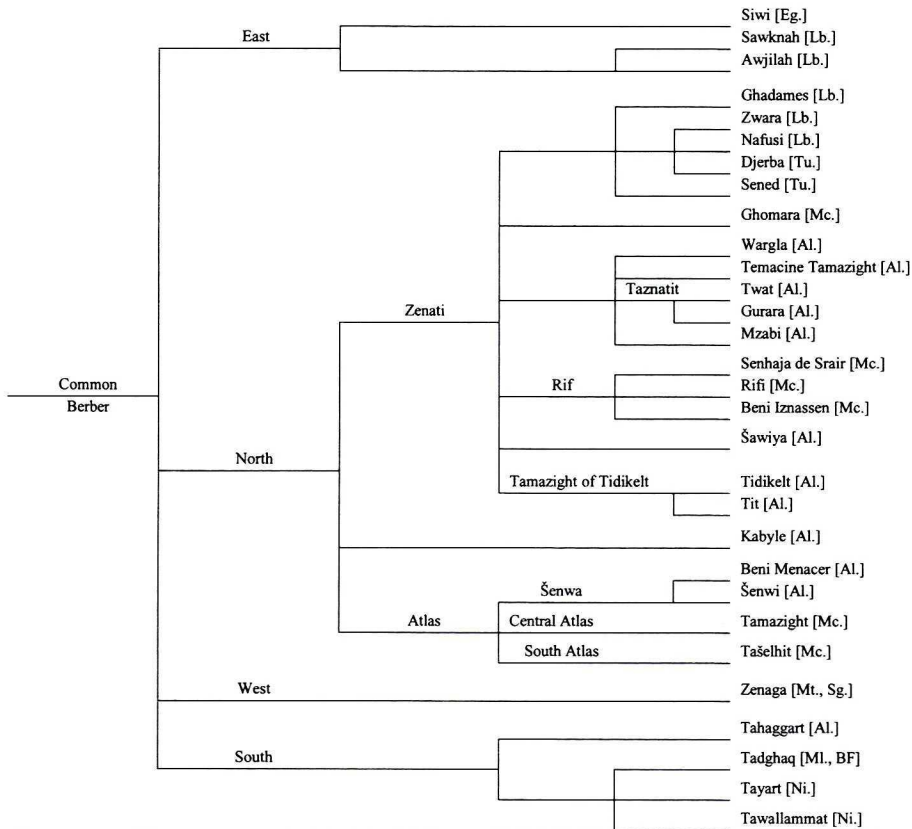 Siwi [Eg.]
East
Sawknah [Lb.]
Awjilah [Lb.]
Ghadames [Lb.]
Zwara [Lb.]
Nafusi [Lb.]
Djerba [Tu.]
Sened [Tu.]
Ghomara [Mc.]
Wargla [Al.]
Temacine Tamazight [Al.]
Taznatit
Twat [Al.]
Gurara [Al.]
Zenati
Mzabi [Al.]
Senhaja de Srair [Mc.]
Common
Berber
Rif
Rifi [Mc.]
Beni Iznassen [Mc.]
Šawiya [Al.]
North
Tamazight of Tidikelt
Tidikelt [Al.]
Tit [Al.]
Kabyle [Al.]
Beni Menacer [Al.]
Šenwa
Šenwi [Al.]
Atlas
Central Atlas
Tamazight [Mc.]
South Atlas
Tašelhit [Mc.]
West
Zenaga [Mt., Sg.]
Tahaggart [Al.]
South
Tadghaq [Ml., BF]
Tayart [Ni.]
Tawallammat [Ni.]